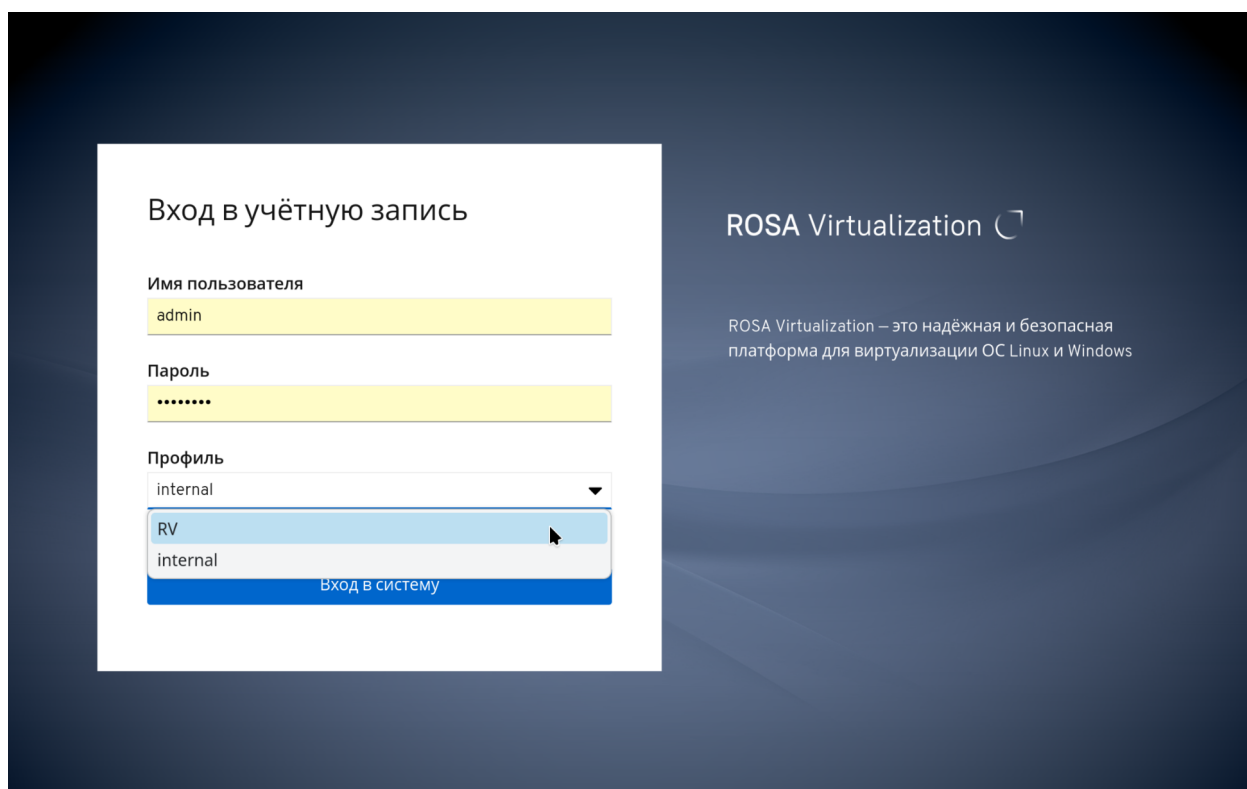 Вход в учётную запись
Имя пользователя
admin
Пароль
••••••••
Профиль
internal
RV
internal
Вход в систему
ROSA Virtualization
ROSA Virtualization – это надёжная и безопасная
платформа для виртуализации ОС Linux и Windows